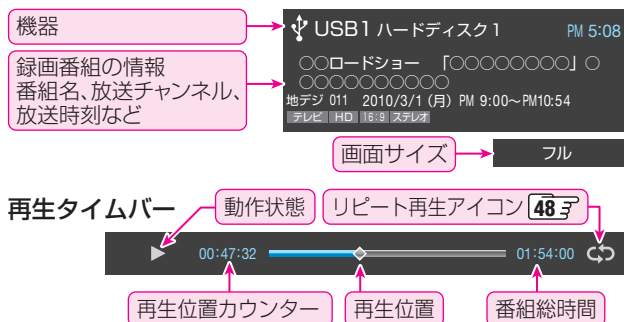 機器
USB1 ハードディスク1 PM 5:08
録画番組の情報
番組名、放送チャンネル、
放送時刻など
○○ロードショー 「○○○○○○○○」○
○○○○○○○○○○
地デジ 011 2010/3/1 (月) PM 9:00～PM10:54
テレビ HD 16:9 ステレオ
画面サイズ フル
再生タイムバー 動作状態 リピート再生アイコン 48
00:47:32 01:54:00
再生位置カウンター 再生位置 番組総時間